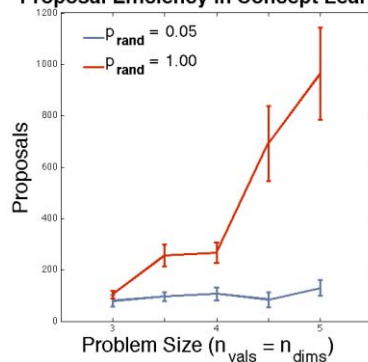 Proposal Efficiency in Concept Lear
1200
p_rand = 0.05
p_rand = 1.00
1000
800
600
400
200
0
Proposals
3
4
5
Problem Size (n_vals = n_dims)